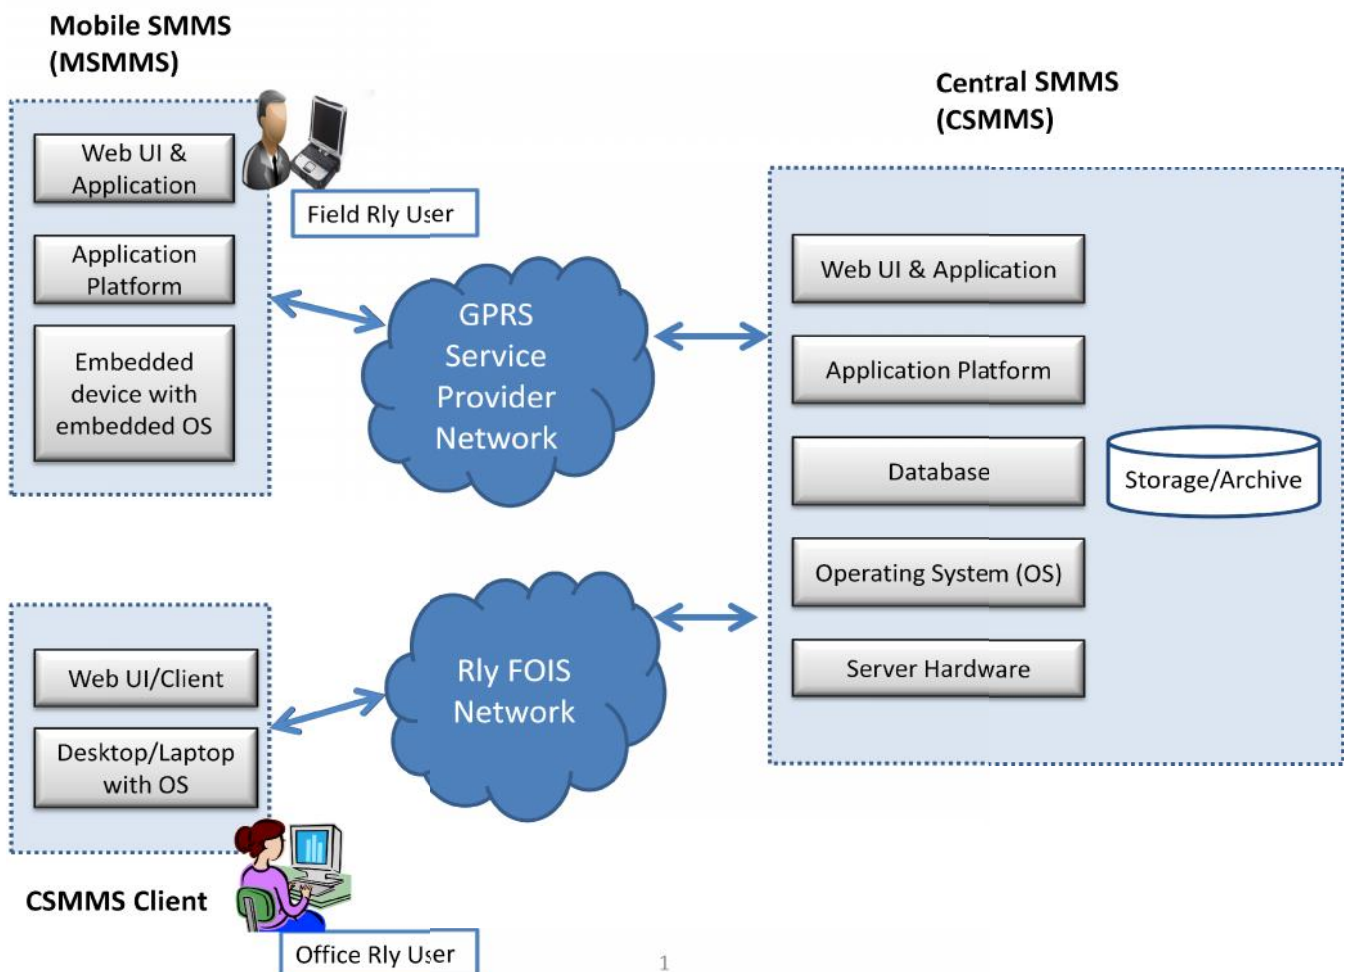 Mobile SMMS
(MSMMS)
Web UI &
Application
Application
Platform
Embedded
device with
embedded OS
Field Rly User
GPRS
Service
Provider
Network
Central SMMS
(CSMMS)
Web UI & Application
Application Platform
Database
Operating System (OS)
Server Hardware
Storage/Archive
Web UI/Client
Desktop/Laptop
with OS
Rly FOIS
Network
CSMMS Client
Office Rly User
1